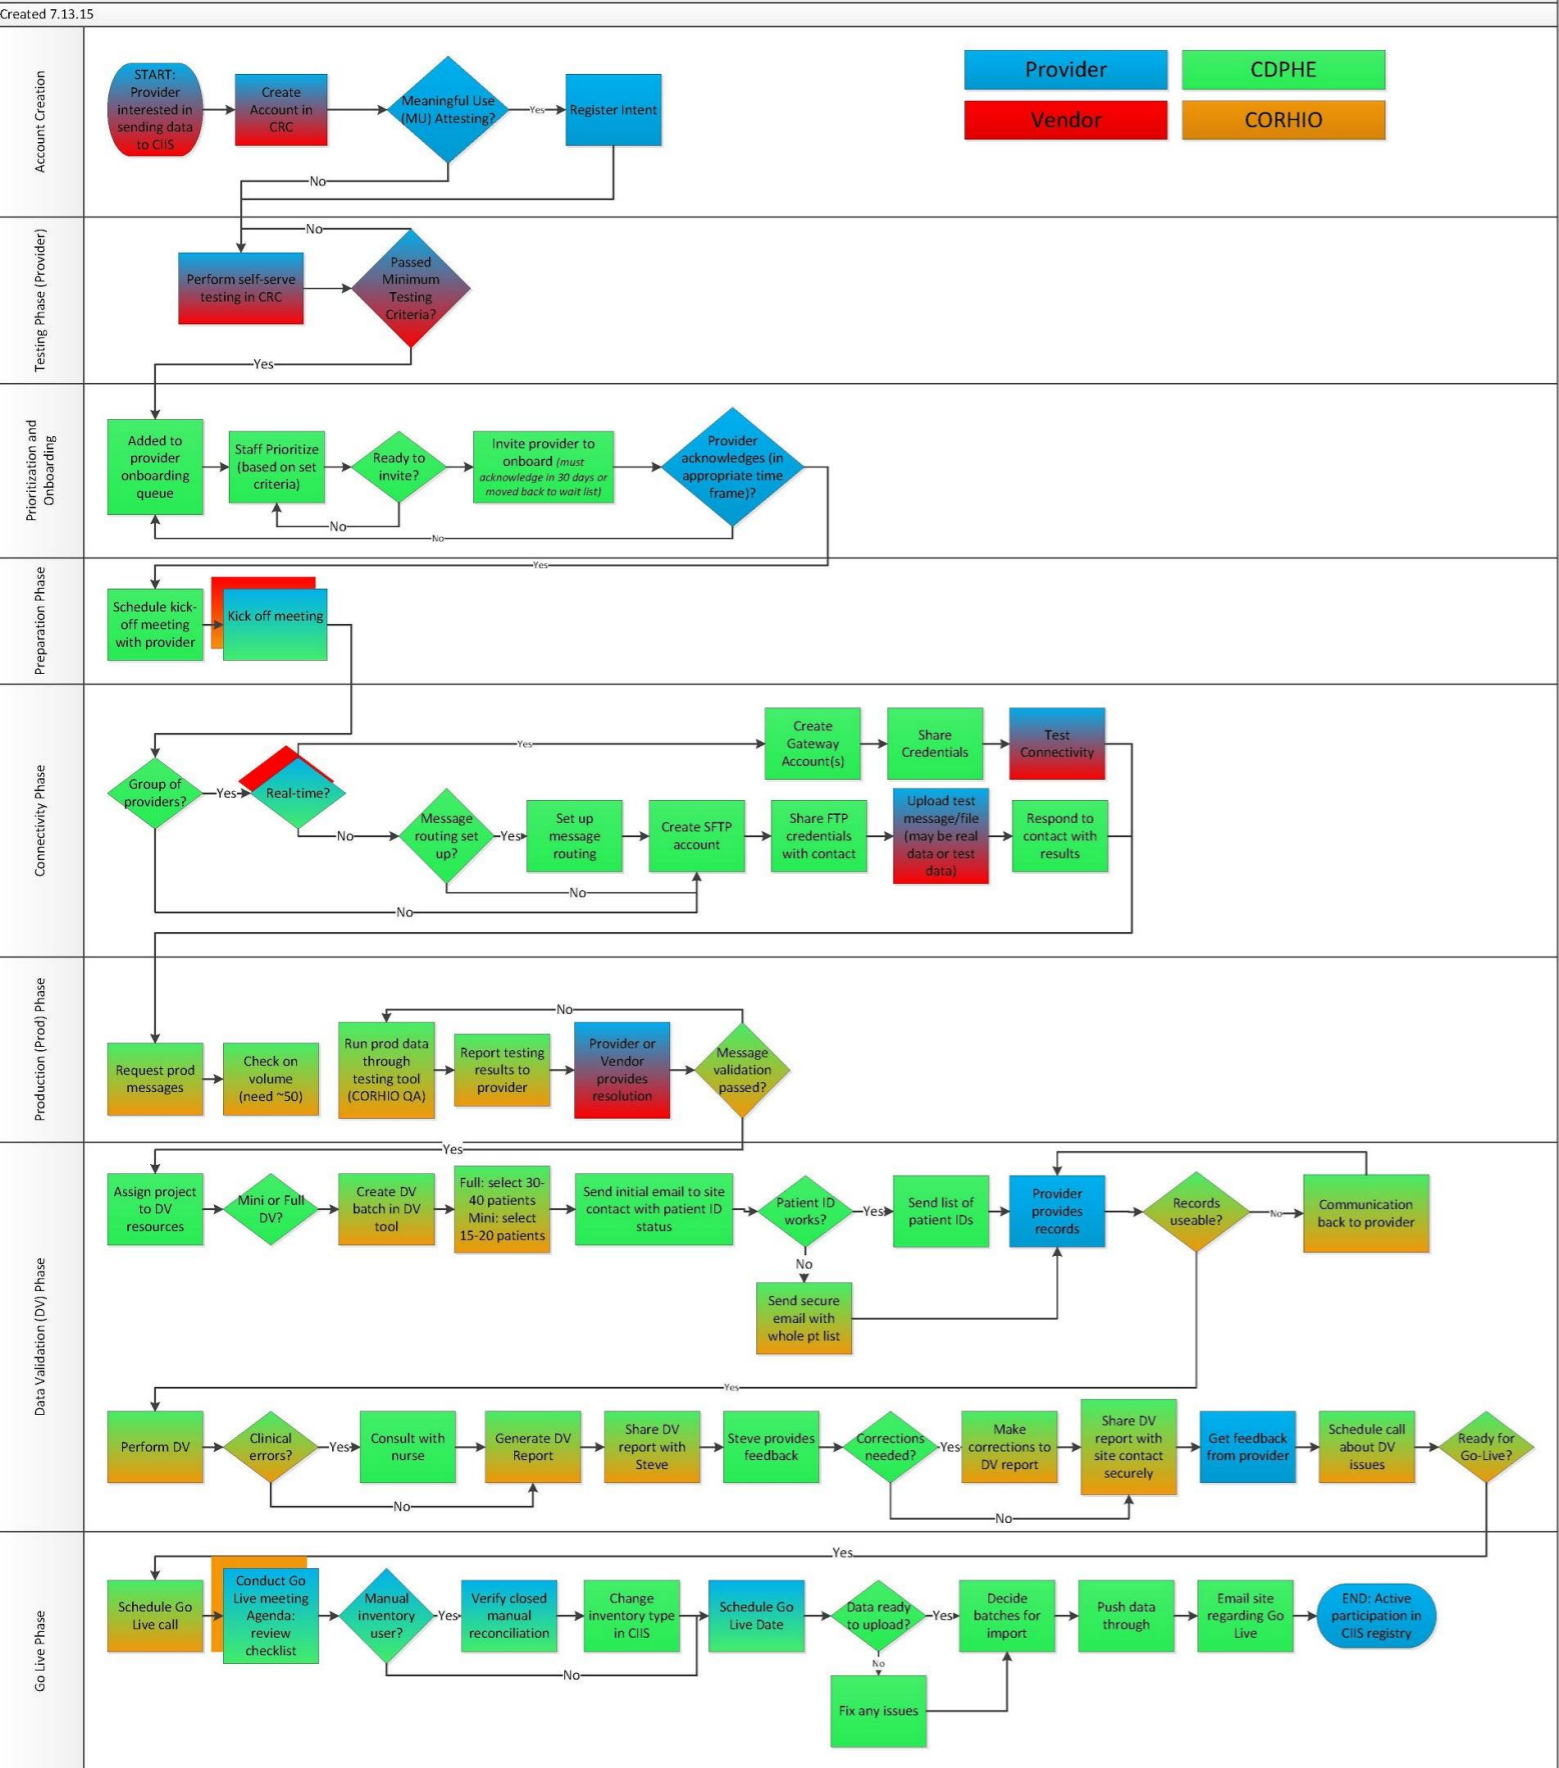 Created 7.13.15
Account Creation
START:
Provider
interested in
sending data
to CIIS
Create
Account in
CRC
Meaningful Use
(MU) Attesting?
Yes
Register Intent
No
Provider
CDPHE
Vendor
CORHIO
Testing Phase (Provider)
No
Perform self-serve
testing in CRC
Passed
Minimum
Testing
Criteria?
Yes
Prioritization and
Onboarding
Added to
provider
onboarding
queue
Staff Prioritize
(based on set
criteria)
Ready to
invite?
No
Invite provider to
onboard (must
acknowledge in 30 days or
moved back to wait list)
Provider
acknowledges (in
appropriate time
frame)?
No
Yes
Preparation Phase
Schedule kick-
off meeting
with provider
Kick off meeting
Connectivity Phase
Group of
providers?
Yes
Real-time?
Yes
Create
Gateway
Account(s)
Share
Credentials
Test
Connectivity
No
Message
routing set
up?
Yes
Set up
message
routing
Create SFTP
account
Share FTP
credentials
with contact
Upload test
message/file
(may be real
data or test
data)
Respond to
contact with
results
No
No
Production (Prod) Phase
Request prod
messages
Check on
volume
(need ~50)
Run prod data
through
testing tool
(CORHIO QA)
Report testing
results to
provider
Provider or
Vendor
provides
resolution
Message
validation
passed?
No
Yes
Data Validation (DV) Phase
Assign project
to DV
resources
Mini or Full
DV?
Create DV
batch in DV
tool
Full: select 30-
40 patients
Mini: select
15-20 patients
Send initial email to site
contact with patient ID
status
Patient ID
works?
Yes
Send list of
patient IDs
Provider
provides
records
Records
useable?
No
Communication
back to provider
No
Send secure
email with
whole pt list
Yes
Perform DV
Clinical
errors?
Yes
Consult with
nurse
Generate DV
Report
Share DV
report with
Steve
Steve provides
feedback
Corrections
needed?
Yes
Make
corrections to
DV report
Share DV
report with
site contact
securely
Get feedback
from provider
Schedule call
about DV
issues
Ready for
Go-Live?
No
No
Yes
Go Live Phase
Schedule Go
Live call
Conduct Go
Live meeting
Agenda:
review
checklist
Manual
inventory
user?
Yes
Verify closed
manual
reconciliation
Change
inventory type
in CIIS
Schedule Go
Live Date
Data ready
to upload?
Yes
Decide
batches for
import
Push data
through
Email site
regarding Go
Live
END: Active
participation in
CIIS registry
No
No
Fix any issues